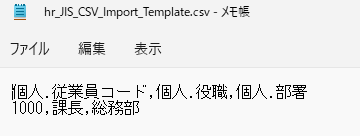 hr_JIS_CSV_Import_Template.csv - メモ帳
ファイル 編集 表示
個人.従業員コード,個人.役職,個人.部署
1000,課長,総務部